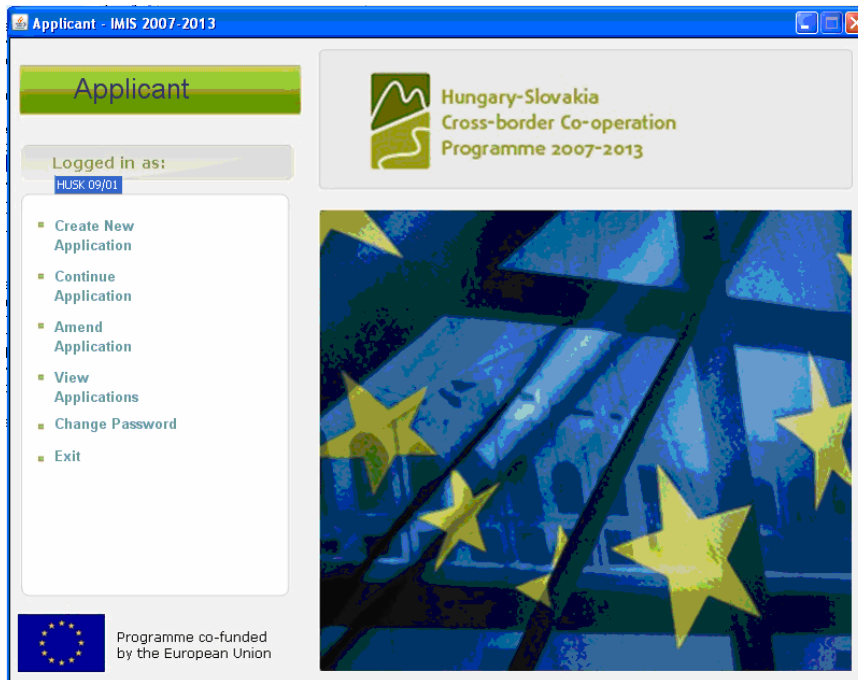 Applicant - IMIS 2007-2013
Applicant
Hungary-Slovakia
Cross-border Co-operation
Programme 2007-2013
Logged in as:
HUSK 09/01
Create New
Application
Continue
Application
Amend
Application
View
Applications
Change Password
Exit
Programme co-funded
by the European Union